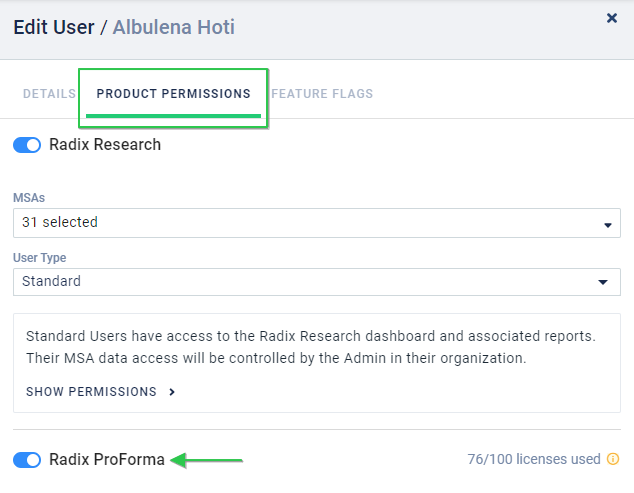 Edit User / Albulena Hoti
DETAILS PRODUCT PERMISSIONS FEATURE FLAGS
Radix Research
MSAs
31 selected
User Type
Standard
Standard Users have access to the Radix Research dashboard and associated reports.
Their MSA data access will be controlled by the Admin in their organization.
SHOW PERMISSIONS
Radix ProForma 76/100 licenses used